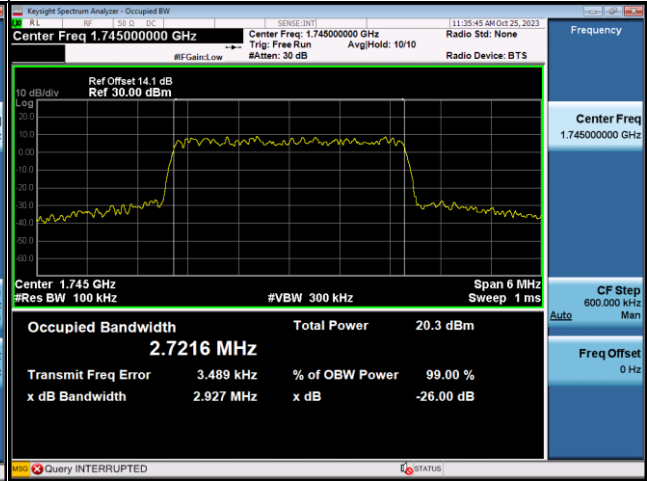 Keysight Spectrum Analyzer - Occupied BW
RL RF 50 Ω DC SENSE:INT 11:35:45 AM Oct 25, 2023
Center Freq 1.745000000 GHz
Center Freq: 1.745000000 GHz Radio Std: None
Trig: Free Run Avg|Hold: 10/10
#IFGain:Low #Atten: 30 dB Radio Device: BTS
Frequency
Ref Offset 14.1 dB
10 dB/div Ref 30.00 dBm
Log
20.0
10.0
0.00
-10.0
-20.0
-30.0
-40.0
-50.0
-60.0
Center Freq
1.745000000 GHz
Center 1.745 GHz Span 6 MHz
#Res BW 100 kHz #VBW 300 kHz Sweep 1 ms
CF Step
600.000 kHz
Auto Man
Occupied Bandwidth Total Power 20.3 dBm
2.7216 MHz
Transmit Freq Error 3.489 kHz % of OBW Power 99.00 %
x dB Bandwidth 2.927 MHz x dB -26.00 dB
Freq Offset
0 Hz
MSG Query INTERRUPTED STATUS